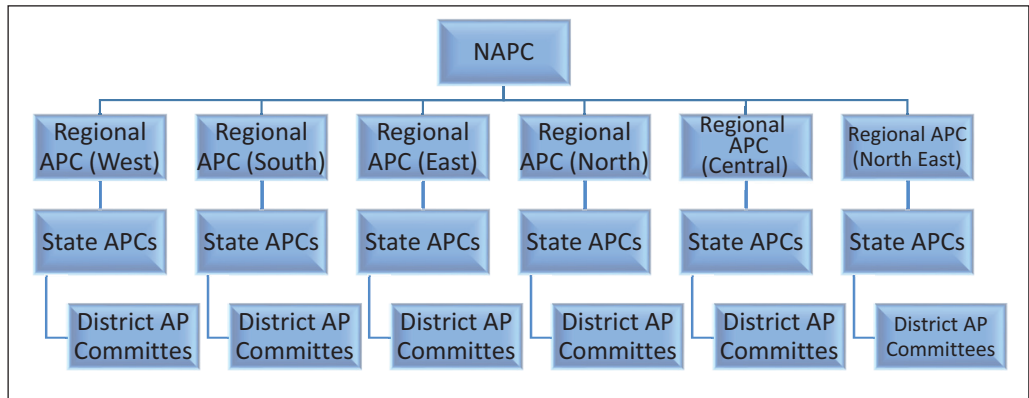 NAPC
Regional
APC (West)
Regional
APC (South)
Regional
APC (East)
Regional
APC (North)
Regional
APC
(Central)
Regional APC
(North East)
State APCs
State APCs
State APCs
State APCs
State APCs
State APCs
District AP
Committes
District AP
Committes
District AP
Committes
District AP
Committes
District AP
Committes
District AP
Committees